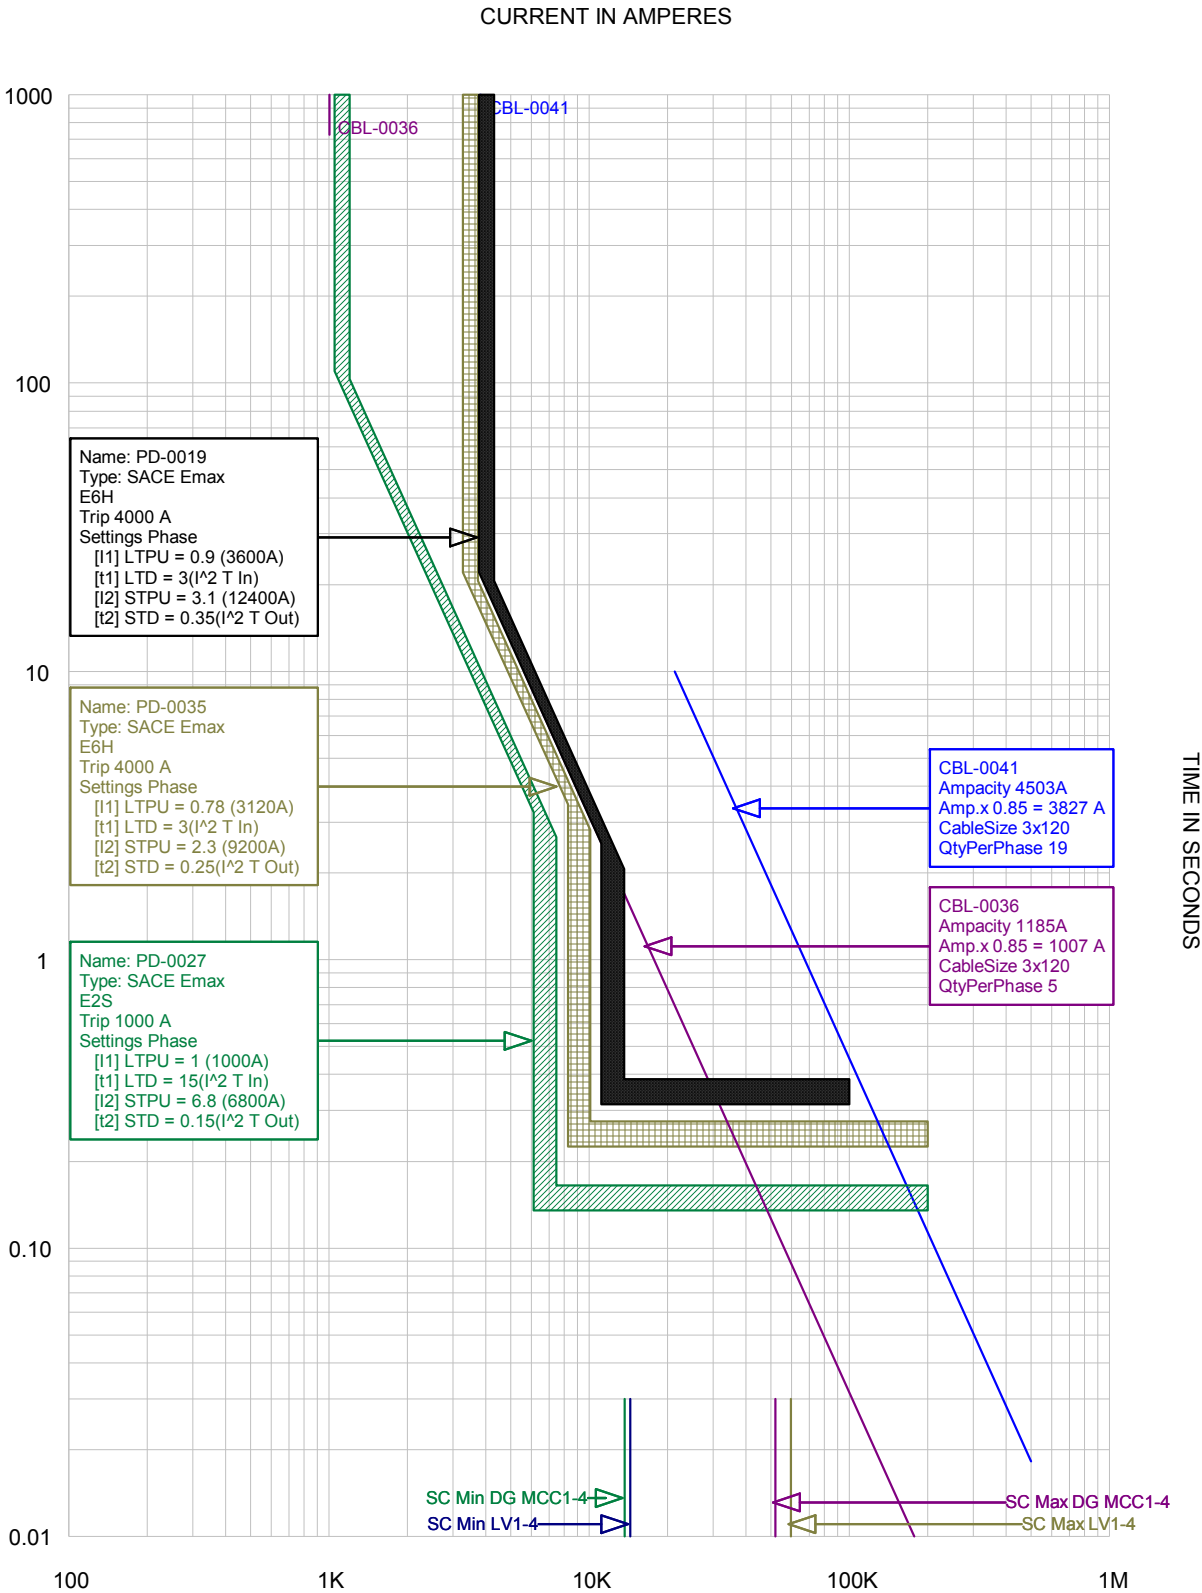 CURRENT IN AMPERES
1000
CBL-0036
CBL-0041
100
Name: PD-0019
Type: SACE Emax
E6H
Trip 4000 A
Settings Phase
[I1] LTPU = 0.9 (3600A)
[t1] LTD = 3(I^2 T In)
[I2] STPU = 3.1 (12400A)
[t2] STD = 0.35(I^2 T Out)
10
Name: PD-0035
Type: SACE Emax
E6H
Trip 4000 A
Settings Phase
[I1] LTPU = 0.78 (3120A)
[t1] LTD = 3(I^2 T In)
[I2] STPU = 2.3 (9200A)
[t2] STD = 0.25(I^2 T Out)
CBL-0041
Ampacity 4503A
Amp.x 0.85 = 3827 A
CableSize 3x120
QtyPerPhase 19
TIME IN SECONDS
CBL-0036
Ampacity 1185A
Amp.x 0.85 = 1007 A
CableSize 3x120
QtyPerPhase 5
1
Name: PD-0027
Type: SACE Emax
E2S
Trip 1000 A
Settings Phase
[I1] LTPU = 1 (1000A)
[t1] LTD = 15(I^2 T In)
[I2] STPU = 6.8 (6800A)
[t2] STD = 0.15(I^2 T Out)
0.10
SC Min DG MCC1-4
SC Max DG MCC1-4
SC Min LV1-4
SC Max LV1-4
0.01
100
1K
10K
100K
1M